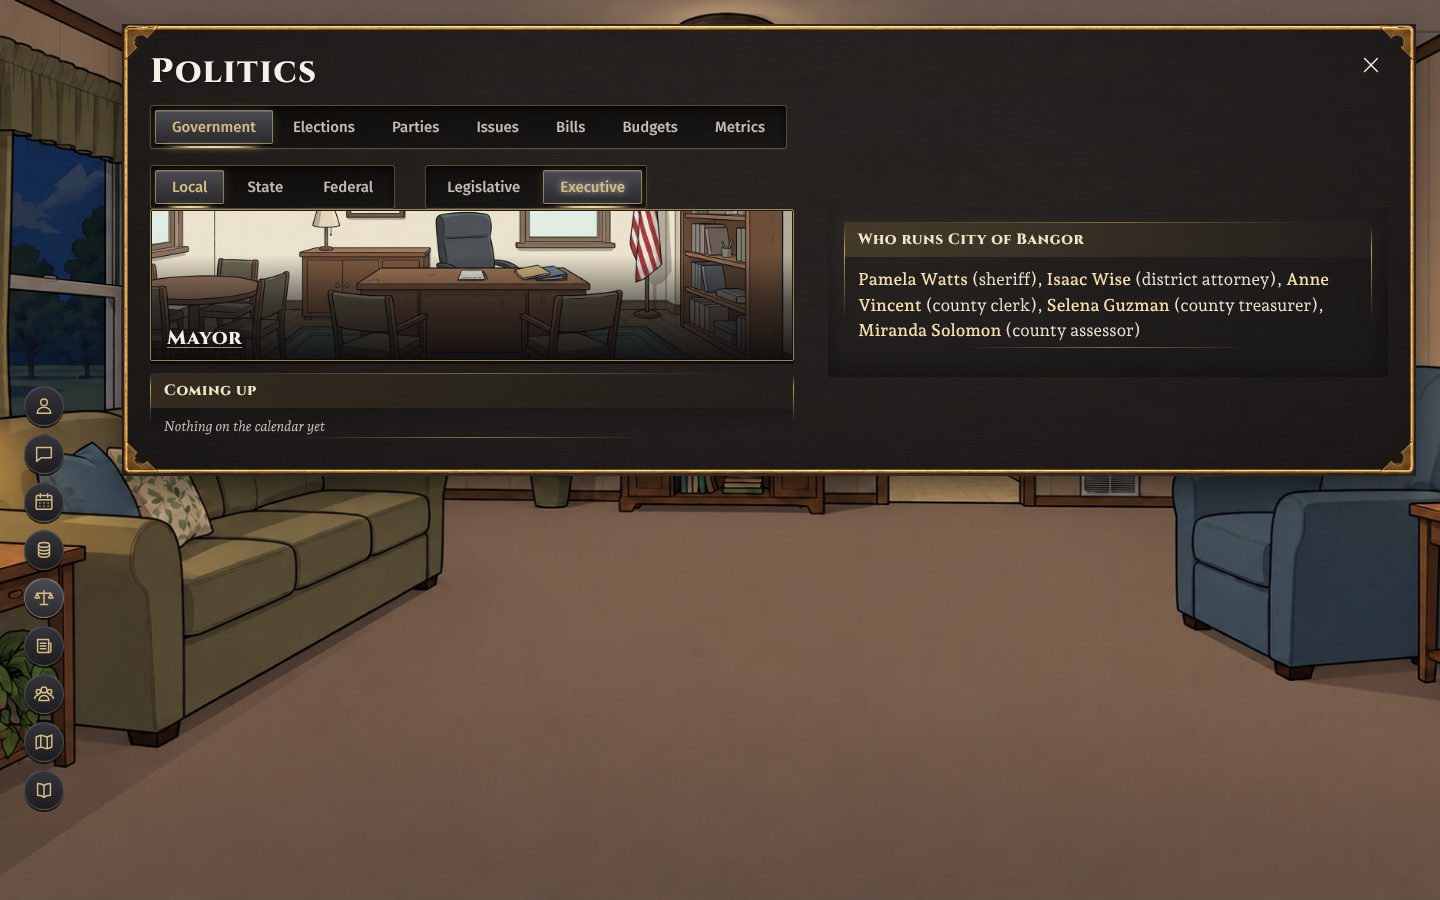 Politics
Government Elections Parties Issues Bills Budgets Metrics
Local State Federal Legislative Executive
Mayor
Coming up
Nothing on the calendar yet
Who runs City of Bangor
Pamela Watts (sheriff), Isaac Wise (district attorney), Anne
Vincent (county clerk), Selena Guzman (county treasurer),
Miranda Solomon (county assessor)